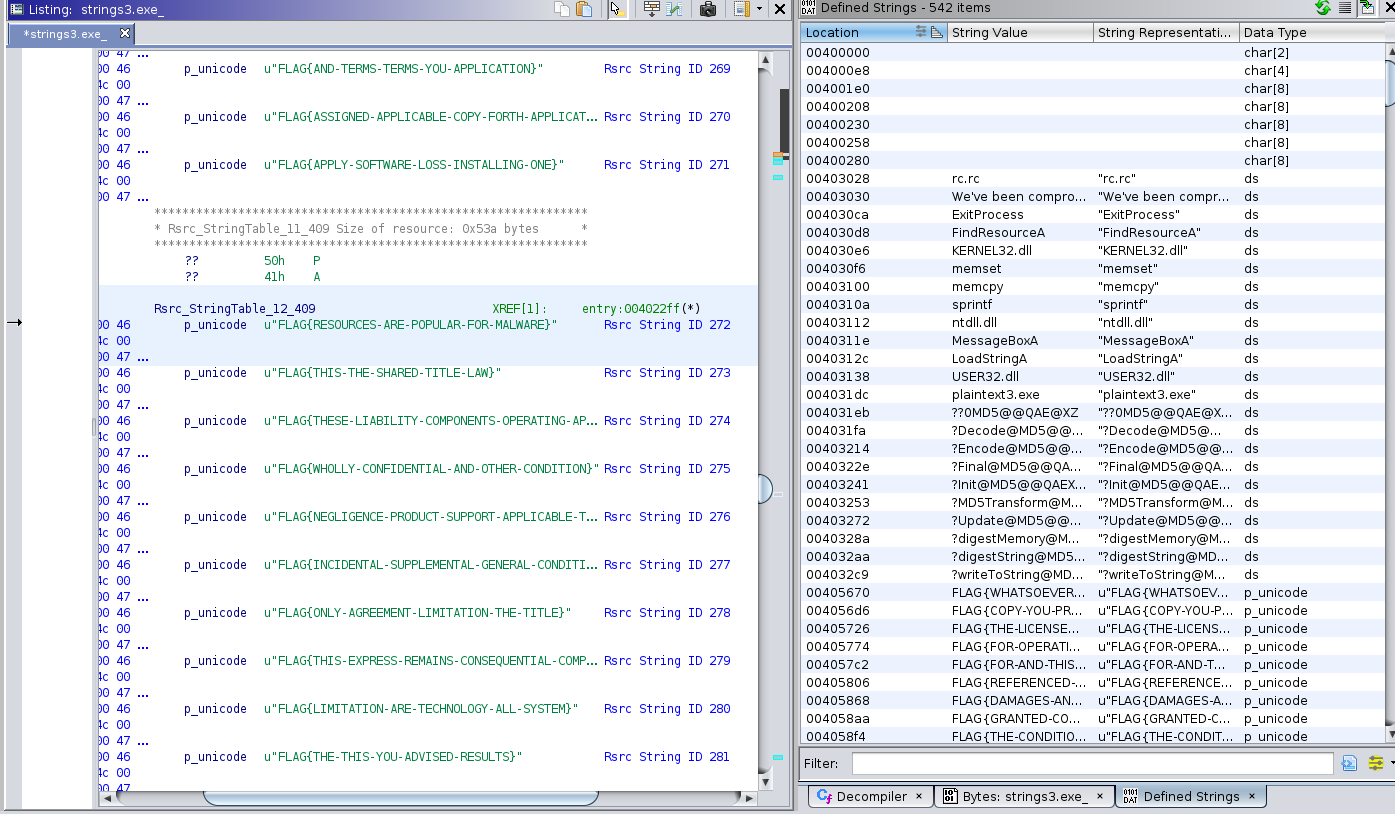 Listing: strings3.exe_
*strings3.exe_
00 47 ...
00 46 p_unicode u"FLAG{AND-TERMS-TERMS-YOU-APPLICATION}" Rsrc String ID 269
4c 00
00 47 ...
00 46 p_unicode u"FLAG{ASSIGNED-APPLICABLE-COPY-FORTH-APPLICAT... Rsrc String ID 270
4c 00
00 47 ...
00 46 p_unicode u"FLAG{APPLY-SOFTWARE-LOSS-INSTALLING-ONE}" Rsrc String ID 271
4c 00
00 47 ...
**************************************************************
* Rsrc_StringTable_11_409 Size of resource: 0x53a bytes *
**************************************************************
?? 50h P
?? 41h A
Rsrc_StringTable_12_409 XREF[1]: entry:004022ff(*)
00 46 p_unicode u"FLAG{RESOURCES-ARE-POPULAR-FOR-MALWARE}" Rsrc String ID 272
4c 00
00 47 ...
00 46 p_unicode u"FLAG{THIS-THE-SHARED-TITLE-LAW}" Rsrc String ID 273
4c 00
00 47 ...
00 46 p_unicode u"FLAG{THESE-LIABILITY-COMPONENTS-OPERATING-AP... Rsrc String ID 274
4c 00
00 47 ...
00 46 p_unicode u"FLAG{WHOLLY-CONFIDENTIAL-AND-OTHER-CONDITION}" Rsrc String ID 275
4c 00
00 47 ...
00 46 p_unicode u"FLAG{NEGLIGENCE-PRODUCT-SUPPORT-APPLICABLE-T... Rsrc String ID 276
4c 00
00 47 ...
00 46 p_unicode u"FLAG{INCIDENTAL-SUPPLEMENTAL-GENERAL-CONDITI... Rsrc String ID 277
4c 00
00 47 ...
00 46 p_unicode u"FLAG{ONLY-AGREEMENT-LIMITATION-THE-TITLE}" Rsrc String ID 278
4c 00
00 47 ...
00 46 p_unicode u"FLAG{THIS-EXPRESS-REMAINS-CONSEQUENTIAL-COMP... Rsrc String ID 279
4c 00
00 47 ...
00 46 p_unicode u"FLAG{LIMITATION-ARE-TECHNOLOGY-ALL-SYSTEM}" Rsrc String ID 280
4c 00
00 47 ...
00 46 p_unicode u"FLAG{THE-THIS-YOU-ADVISED-RESULTS}" Rsrc String ID 281
4c 00
00 47
Defined Strings - 542 items
Location String Value String Representati... Data Type
00400000 char[2]
004000e8 char[4]
004001e0 char[8]
00400208 char[8]
00400230 char[8]
00400258 char[8]
00400280 char[8]
00403028 rc.rc "rc.rc" ds
00403030 We've been compro... "We've been compr... ds
004030ca ExitProcess "ExitProcess" ds
004030d8 FindResourceA "FindResourceA" ds
004030e6 KERNEL32.dll "KERNEL32.dll" ds
004030f6 memset "memset" ds
00403100 memcpy "memcpy" ds
0040310a sprintf "sprintf" ds
00403112 ntdll.dll "ntdll.dll" ds
0040311e MessageBoxA "MessageBoxA" ds
0040312c LoadStringA "LoadStringA" ds
00403138 USER32.dll "USER32.dll" ds
004031dc plaintext3.exe "plaintext3.exe" ds
004031eb ??0MD5@@QAE@XZ "??0MD5@@QAE@X... ds
004031fa ?Decode@MD5@@... "?Decode@MD5@... ds
00403214 ?Encode@MD5@@... "?Encode@MD5@... ds
0040322e ?Final@MD5@@QA... "?Final@MD5@@Q... ds
00403241 ?Init@MD5@@QAEX... "?Init@MD5@@QAE... ds
00403253 ?MD5Transform@M... "?MD5Transform@... ds
00403272 ?Update@MD5@@... "?Update@MD5@@... ds
0040328a ?digestMemory@M... "?digestMemory@... ds
004032aa ?digestString@MD5... "?digestString@MD... ds
004032c9 ?writeToString@MD... "?writeToString@M... ds
00405670 FLAG{WHATSOEVER... u"FLAG{WHATSOEV... p_unicode
004056d6 FLAG{COPY-YOU-PR... u"FLAG{COPY-YOU-P... p_unicode
00405726 FLAG{THE-LICENSE... u"FLAG{THE-LICENS... p_unicode
00405774 FLAG{FOR-OPERATI... u"FLAG{FOR-OPERA... p_unicode
004057c2 FLAG{FOR-AND-THIS... u"FLAG{FOR-AND-T... p_unicode
00405806 FLAG{REFERENCED-... u"FLAG{REFERENCE... p_unicode
00405868 FLAG{DAMAGES-AN... u"FLAG{DAMAGES-A... p_unicode
004058aa FLAG{GRANTED-CO... u"FLAG{GRANTED-C... p_unicode
004058f4 FLAG{THE-CONDITIO... u"FLAG{THE-CONDIT... p_unicode
Filter:
Decompiler × Bytes: strings3.exe_ × Defined Strings ×